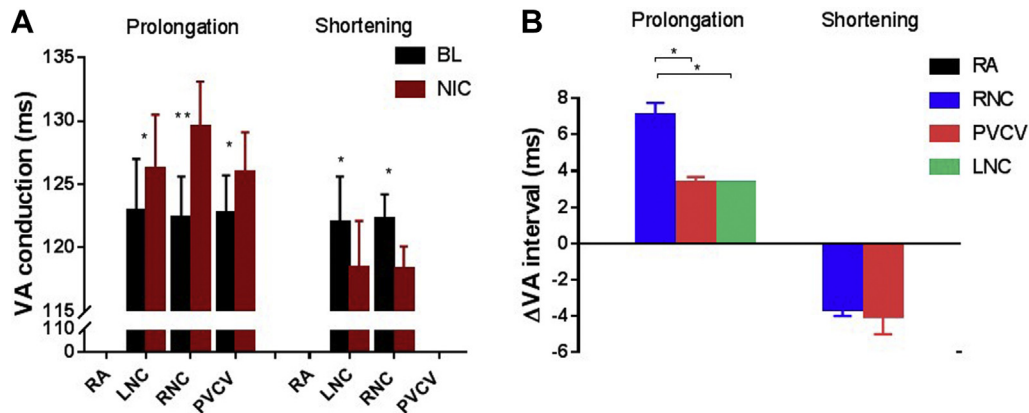 A
Prolongation
Shortening
BL
NIC
VA conduction (ms)
135
130
125
120
115
110
0
*
**
*
*
*
RA
LNC
RNC
PVCV
RA
LNC
RNC
PVCV
B
Prolongation
Shortening
RA
RNC
PVCV
LNC
ΔVA interval (ms)
8
6
4
2
0
-2
-4
-6
*
*